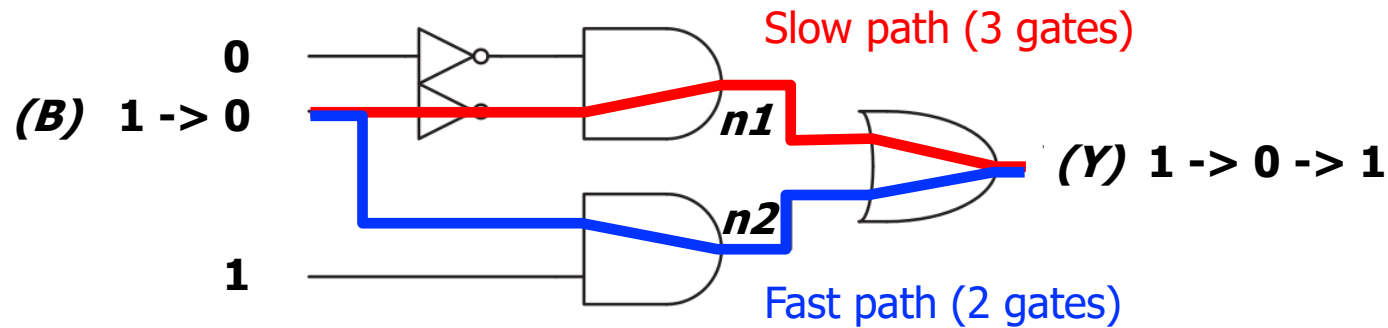 Slow path (3 gates)
0
(B) 1 -> 0
n1
(Y) 1 -> 0 -> 1
n2
1
Fast path (2 gates)